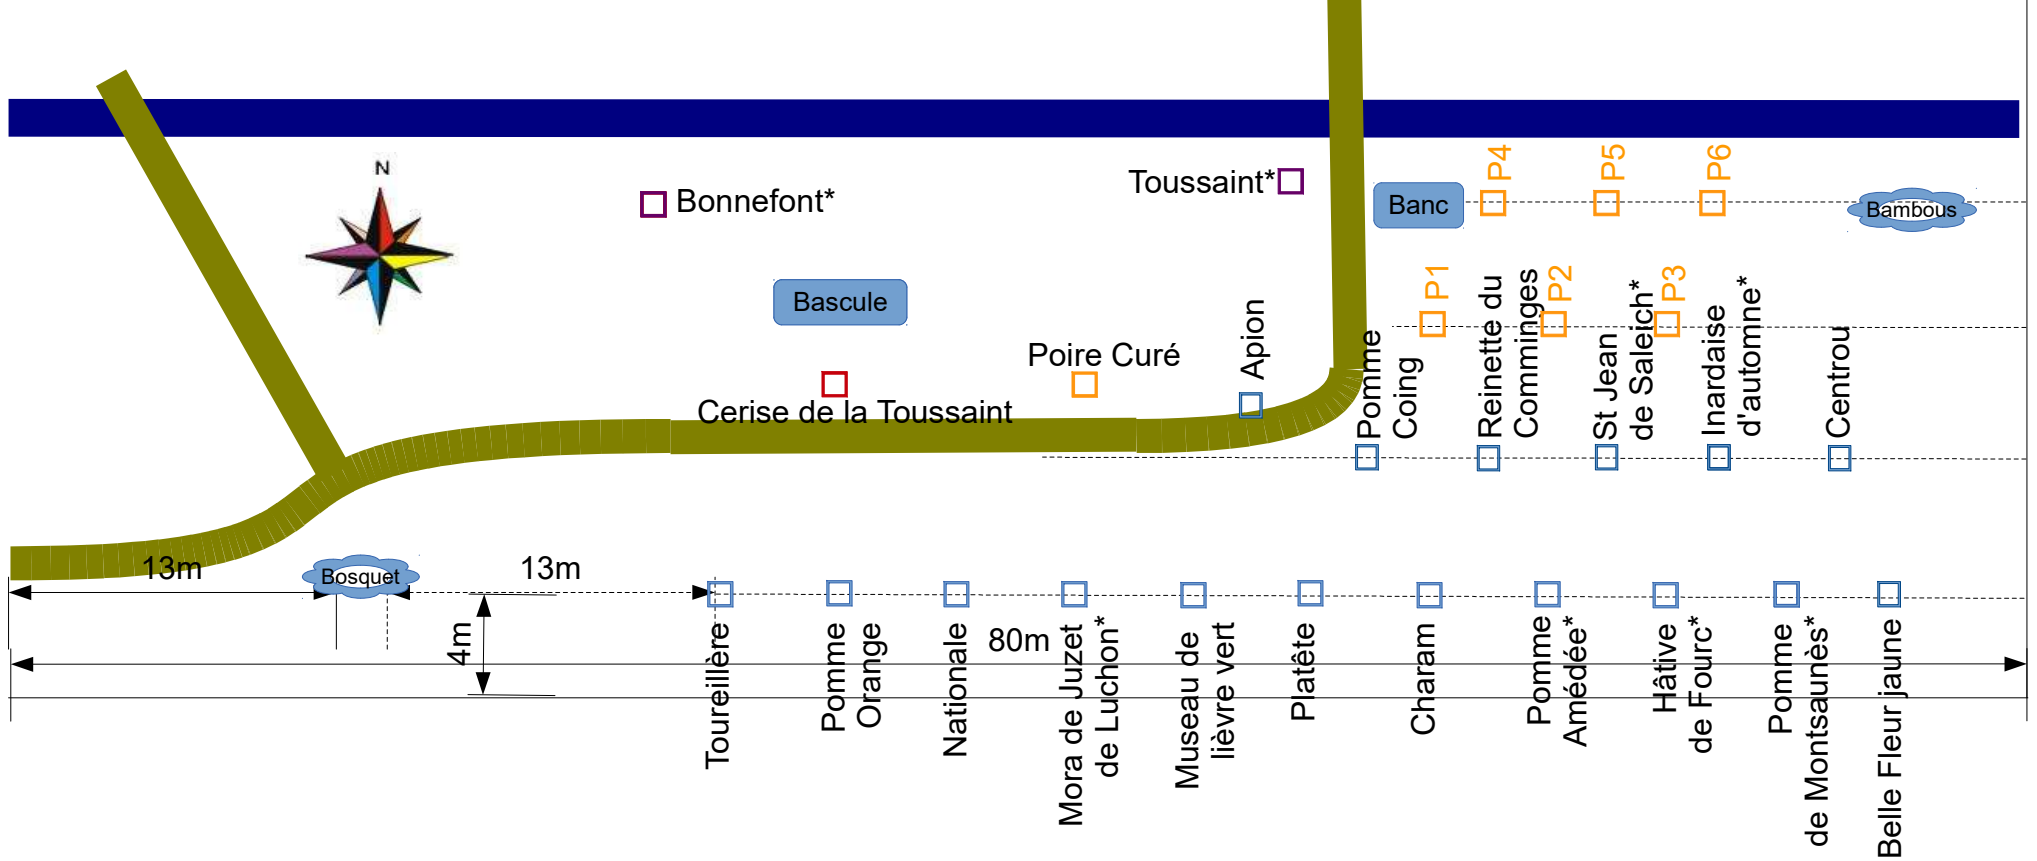 N
Bonnefont*
Toussaint*
Banc
P4
P5
P6
Bambous
Bascule
P1
P2
P3
Poire Curé
Cerise de la Toussaint
Apion
Pomme
Coing
Reinette du
Comminges
St Jean
de Saleich*
Inardaise
d'automne*
Centrou
13m
Bosquet
13m
4m
80m
Toureillère
Pomme
Orange
Nationale
Mora de Juzet
de Luchon*
Museau de
lièvre vert
Platête
Charam
Pomme
Amédée*
Hâtive
de Fourc*
Pomme
de Montsaunès*
Belle Fleur jaune